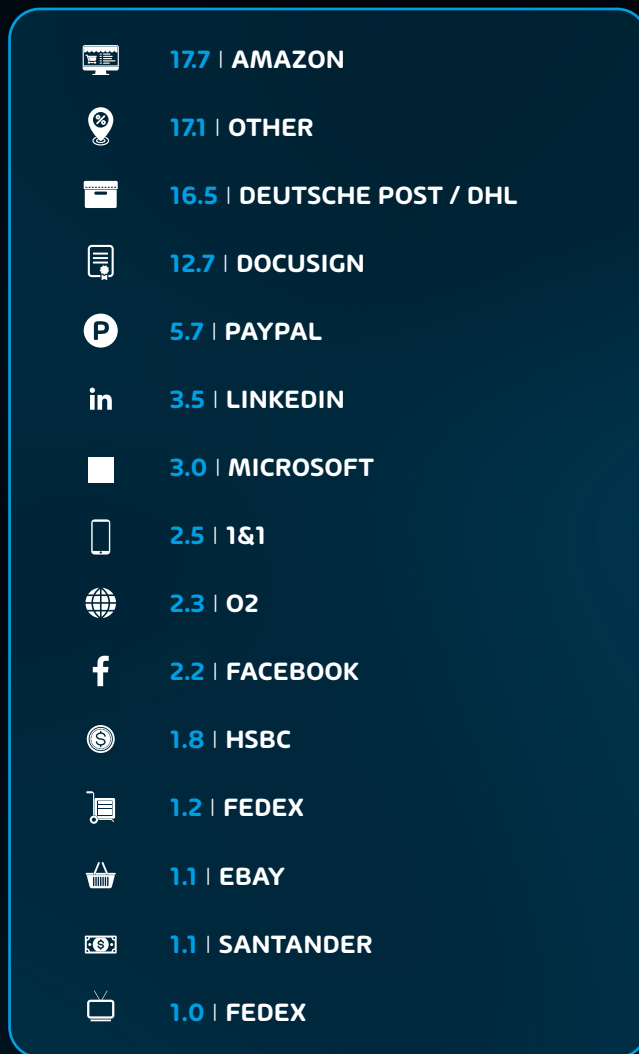 17.7 | AMAZON
17.1 | OTHER
16.5 | DEUTSCHE POST / DHL
12.7 | DOCUSIGN
5.7 | PAYPAL
in 3.5 | LINKEDIN
3.0 | MICROSOFT
2.5 | 1&1
2.3 | O2
f 2.2 | FACEBOOK
1.8 | HSBC
1.2 | FEDEX
1.1 | EBAY
1.1 | SANTANDER
1.0 | FEDEX